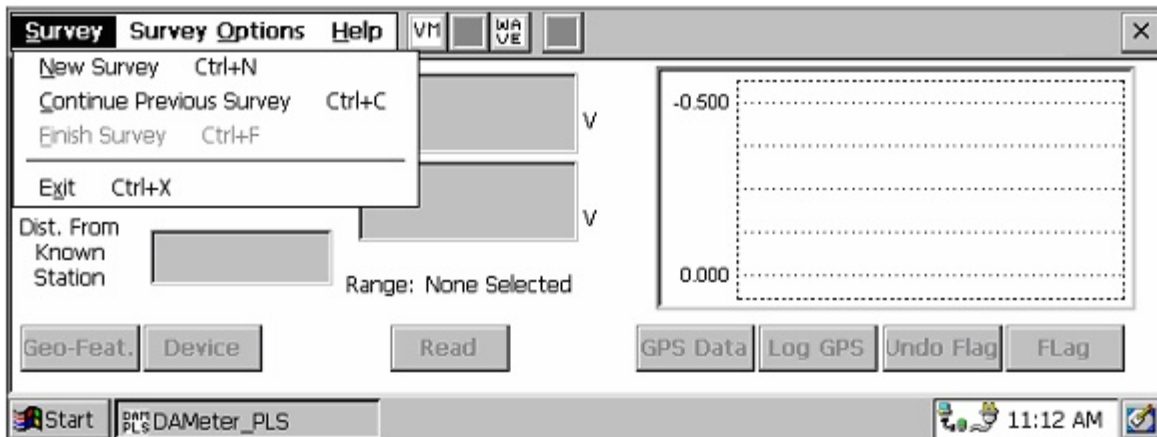 Survey Survey Options Help VM WAVE
New Survey Ctrl+N
Continue Previous Survey Ctrl+C
Finish Survey Ctrl+F
Exit Ctrl+X
V
V
Dist. From
Known
Station
Range: None Selected
-0.500
0.000
Geo-Feat. Device Read GPS Data Log GPS Undo Flag FLag
Start DAM PLS DAMeter_PLS 11:12 AM